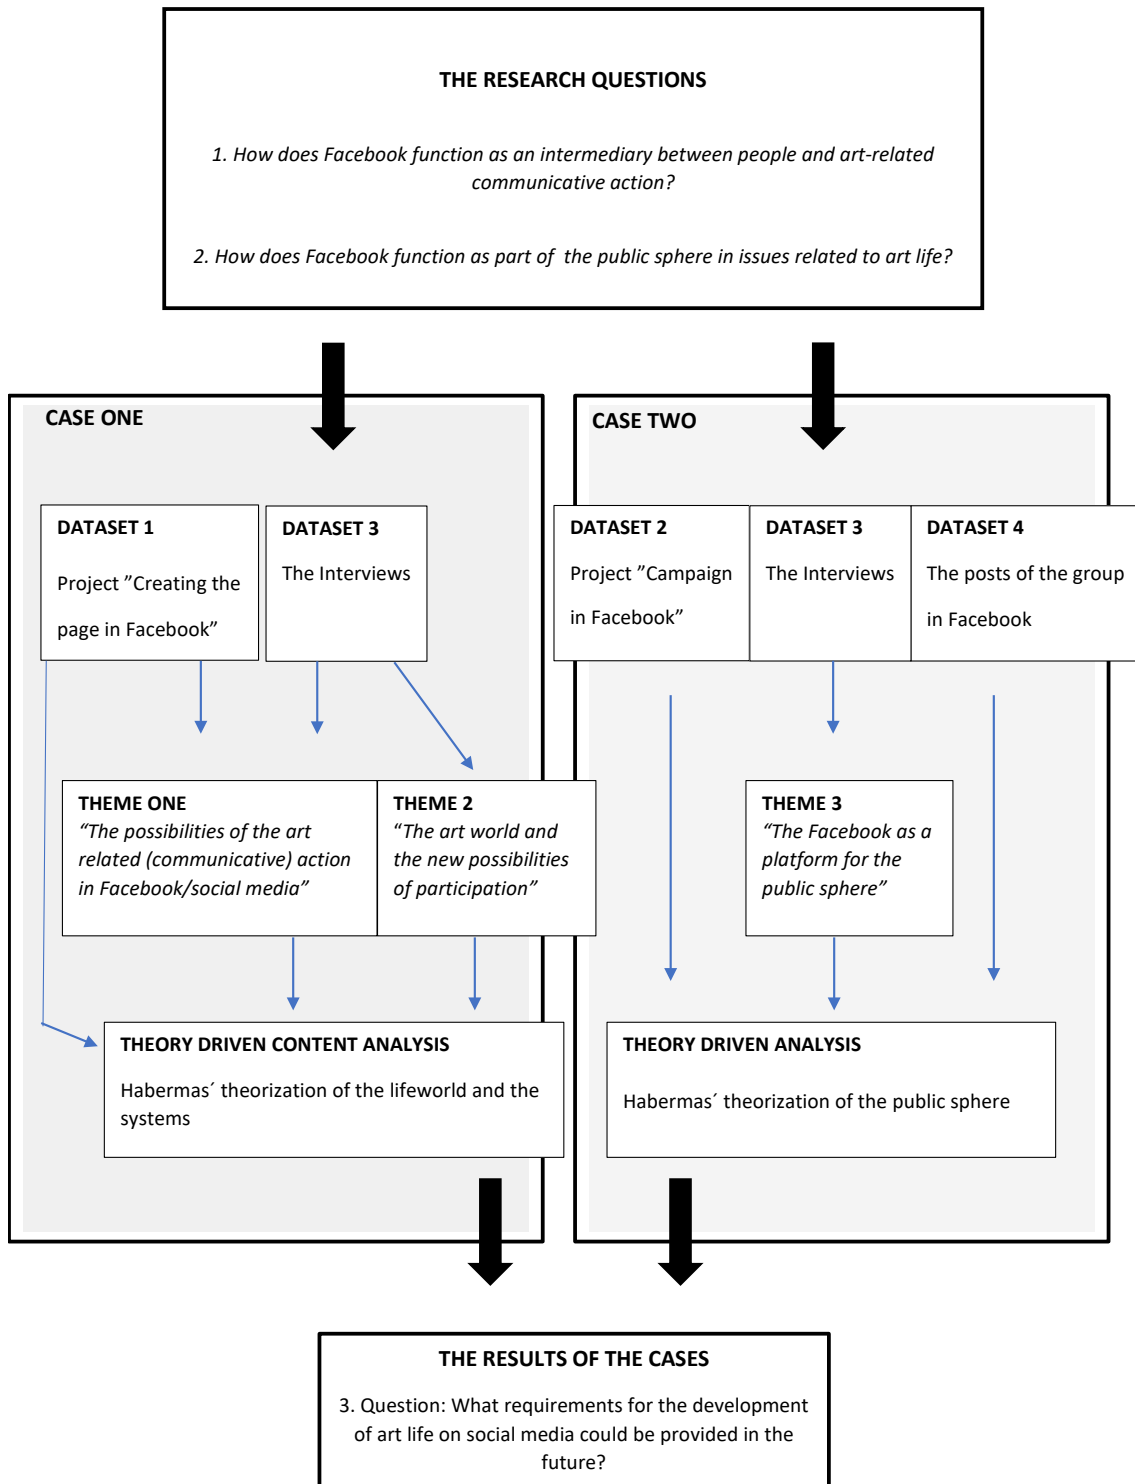 THE RESEARCH QUESTIONS
1. How does Facebook function as an intermediary between people and art-related
communicative action?
2. How does Facebook function as part of  the public sphere in issues related to art life?
CASE ONE
DATASET 1
Project ”Creating the
page in Facebook”
DATASET 3
The Interviews
THEME ONE
“The possibilities of the art
related (communicative) action
in Facebook/social media”
THEME 2
“The art world and
the new possibilities
of participation”
THEORY DRIVEN CONTENT ANALYSIS
Habermas´ theorization of the lifeworld and the
systems
CASE TWO
DATASET 2
Project ”Campaign
in Facebook”
DATASET 3
The Interviews
DATASET 4
The posts of the group
in Facebook
THEME 3
“The Facebook as a
platform for the
public sphere”
THEORY DRIVEN ANALYSIS
Habermas´ theorization of the public sphere
THE RESULTS OF THE CASES
3. Question: What requirements for the development
of art life on social media could be provided in the
future?